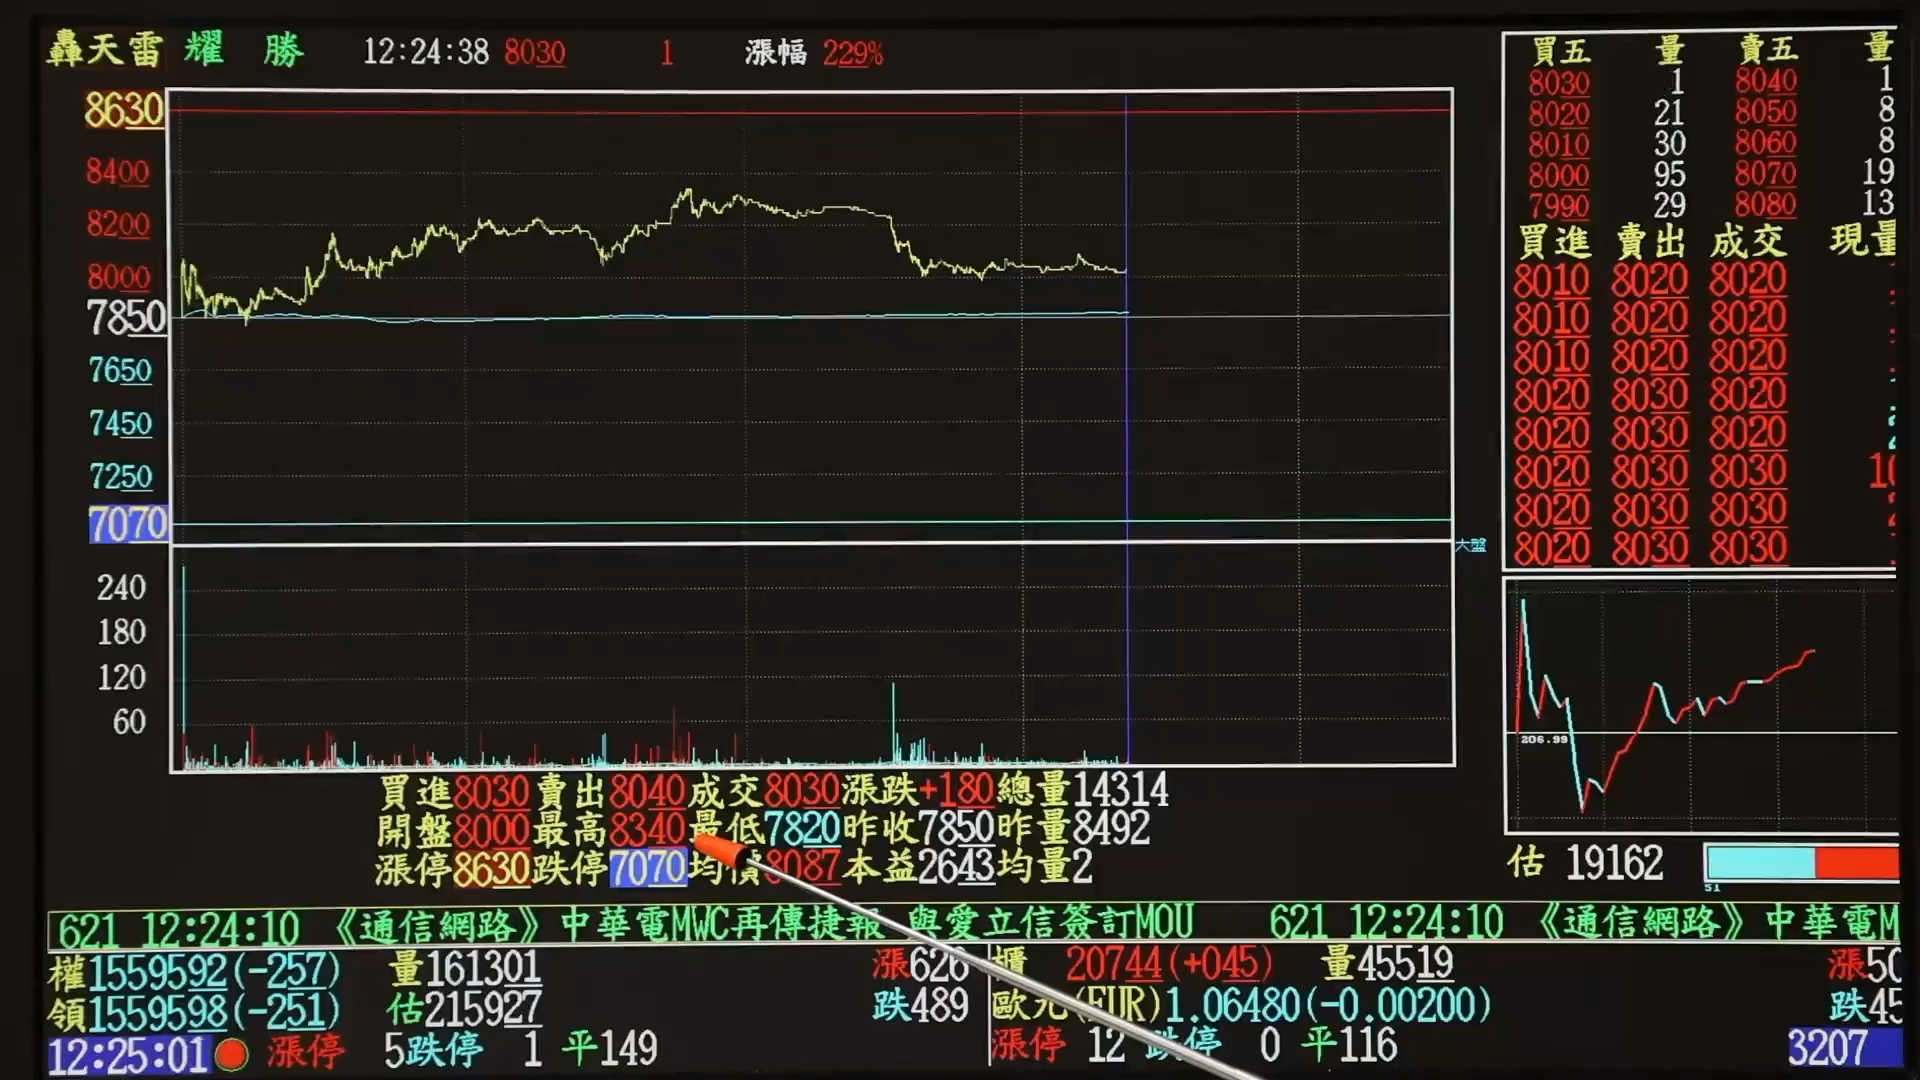 轟天雷 耀 勝 12:24:38 8030 1 漲幅 229%
8630
8400
8200
8000
7850
7650
7450
7250
7070
240
180
120
60
大盤
買五 量 賣五 量
8030 1 8040 1
8020 21 8050 8
8010 30 8060 8
8000 95 8070 19
7990 29 8080 13
買進 賣出 成交 現量
8010 8020 8020
8010 8020 8020
8010 8020 8020
8020 8030 8020
8020 8030 8020
8020 8030 8030 10
8020 8030 8030
8020 8030 8030
206.99
估 19162
51
買進8030賣出8040成交8030漲跌+180總量14314
開盤8000最高8340最低7820昨收7850昨量8492
漲停8630跌停7070均價8087本益2643均量2
621 12:24:10 《通信網路》中華電MWC再傳捷報 與愛立信簽訂MOU 621 12:24:10 《通信網路》中華電M
權1559592(-257) 量161301 漲626 櫃 20744(+045) 量45519 漲50
領1559598(-251) 估215927 跌489 歐元(EUR)1.06480(-0.00200) 跌45
12:25:01 漲停 5跌停 1 平149 漲停 12 跌停 0 平116 3207